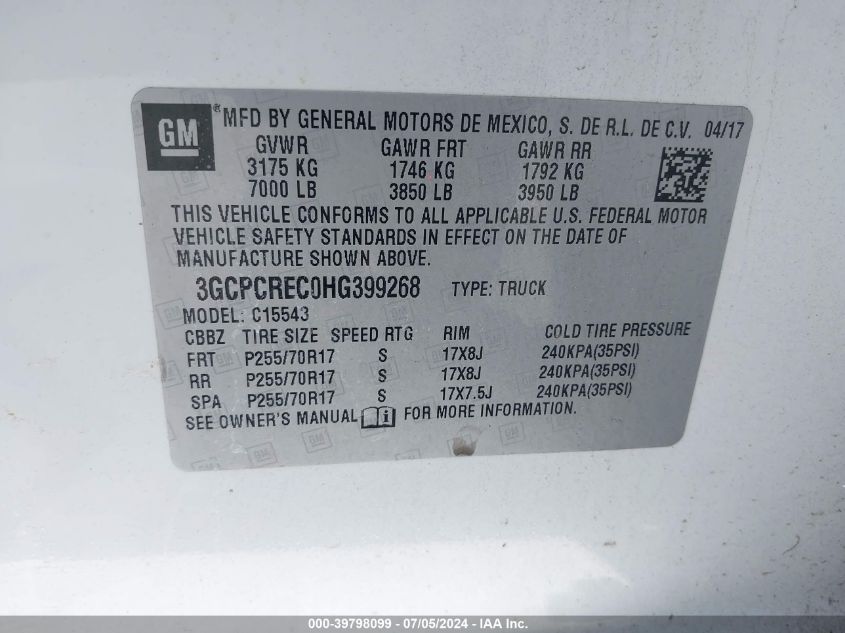 GM ® MFD BY GENERAL MOTORS DE MEXICO, S. DE R.L. DE C.V. 04/17
GVWR GAWR FRT GAWR RR
3175 KG 1746 KG 1792 KG
7000 LB 3850 LB 3950 LB
THIS VEHICLE CONFORMS TO ALL APPLICABLE U.S. FEDERAL MOTOR
VEHICLE SAFETY STANDARDS IN EFFECT ON THE DATE OF
MANUFACTURE SHOWN ABOVE.
3GCPCREC0HG399268 TYPE: TRUCK
MODEL: C15543
CBBZ TIRE SIZE SPEED RTG RIM COLD TIRE PRESSURE
FRT P255/70R17 S 17X8J 240KPA(35PSI)
RR P255/70R17 S 17X8J 240KPA(35PSI)
SPA P255/70R17 S 17X7.5J 240KPA(35PSI)
SEE OWNER'S MANUAL i FOR MORE INFORMATION.
000-39798099 - 07/05/2024 - IAA Inc.